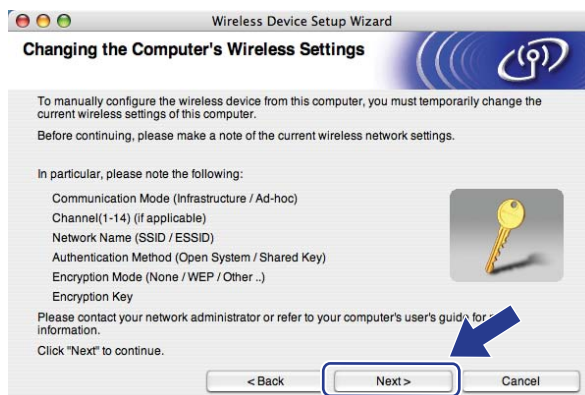 Wireless Device Setup Wizard
Changing the Computer's Wireless Settings
To manually configure the wireless device from this computer, you must temporarily change the
current wireless settings of this computer.
Before continuing, please make a note of the current wireless network settings.
In particular, please note the following:
Communication Mode (Infrastructure / Ad-hoc)
Channel(1-14) (if applicable)
Network Name (SSID / ESSID)
Authentication Method (Open System / Shared Key)
Encryption Mode (None / WEP / Other ..)
Encryption Key
Please contact your network administrator or refer to your computer's user's guide for
information.
Click "Next" to continue.
< Back Next > Cancel